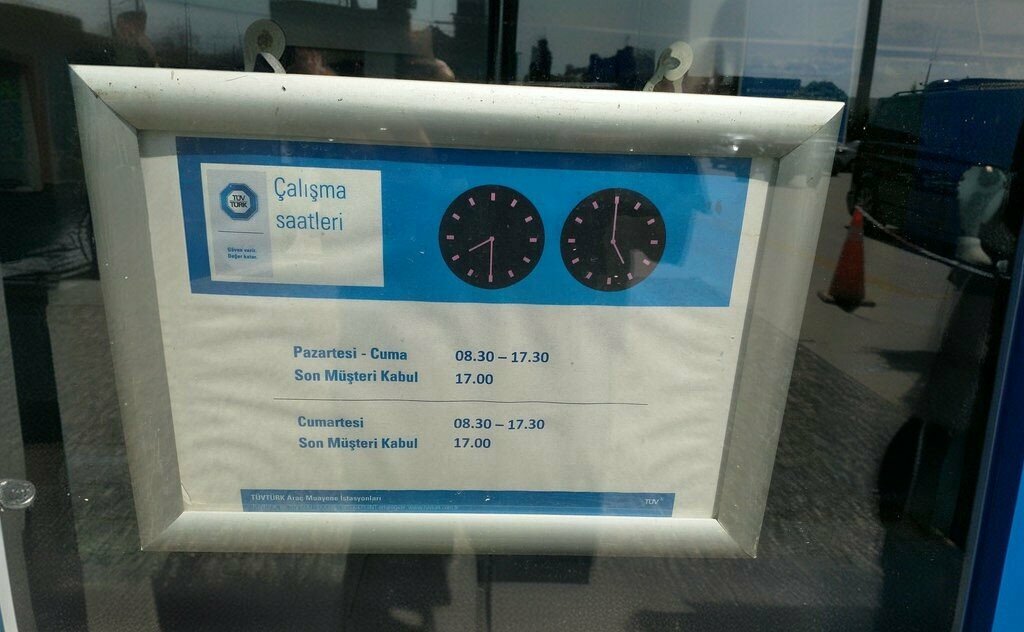 TÜV
TÜRK
Güven verir.
Değer katar.
Çalışma
saatleri
Pazartesi - Cuma 08.30 – 17.30
Son Müşteri Kabul 17.00
Cumartesi 08.30 – 17.30
Son Müşteri Kabul 17.00
TÜVTÜRK Araç Muayene İstasyonları
TÜV